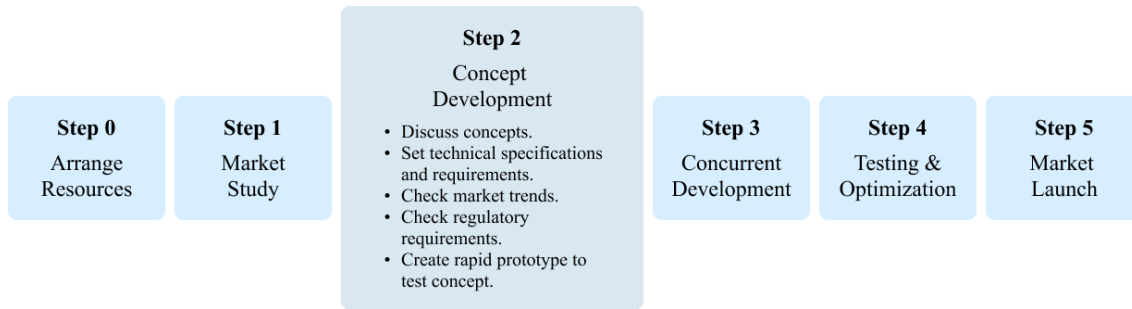 Step 0
Arrange
Resources
Step 1
Market
Study
Step 2
Concept
Development
• Discuss concepts.
• Set technical specifications
and requirements.
• Check market trends.
• Check regulatory
requirements.
• Create rapid prototype to
test concept.
Step 3
Concurrent
Development
Step 4
Testing &
Optimization
Step 5
Market
Launch